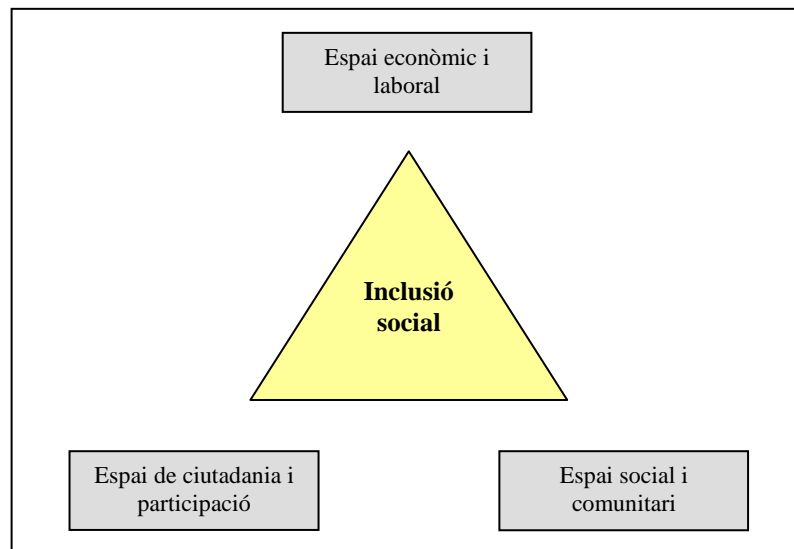 Espai econòmic i
laboral
Inclusió
social
Espai de ciutadania i
participació
Espai social i
comunitari